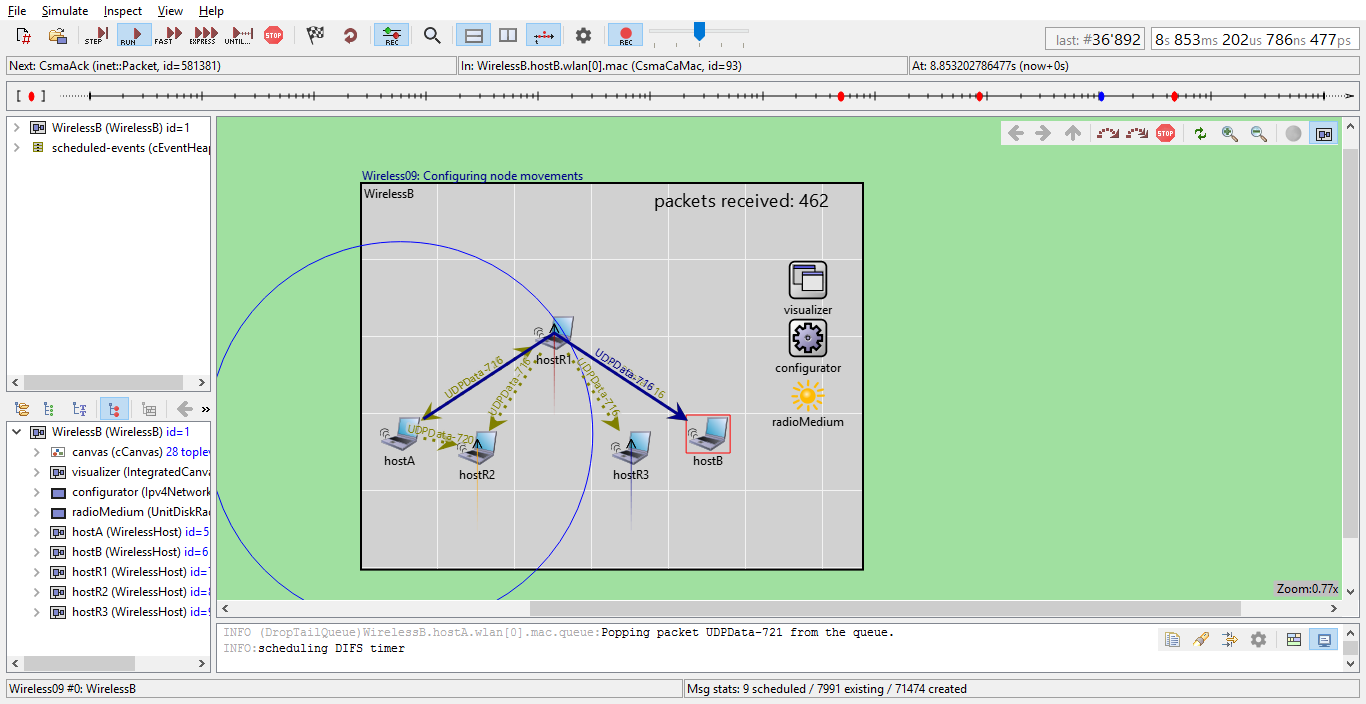 File Simulate Inspect View Help
STEP RUN FAST EXPRESS UNTIL... STOP REC REC last: #36'892 8s 853ms 202us 786ns 477ps
Next: CsmaAck (inet::Packet, id=581381) In: WirelessB.hostB.wlan[0].mac (CsmaCaMac, id=93) At: 8.853202786477s (now+0s)
WirelessB (WirelessB) id=1
scheduled-events (cEventHeap
STOP
Wireless09: Configuring node movements
WirelessB
packets received: 462
visualizer
configurator
radioMedium
hostR1
UDPData-716
UDPData-716
UDPData-716
UDPData-716 16
UDPData-720
hostA
hostR2
hostR3
hostB
Zoom:0.77x
WirelessB (WirelessB) id=1
canvas (cCanvas) 28 toplev
visualizer (IntegratedCanva
configurator (Ipv4Network
radioMedium (UnitDiskRad
hostA (WirelessHost) id=5
hostB (WirelessHost) id=6
hostR1 (WirelessHost) id=
hostR2 (WirelessHost) id=
hostR3 (WirelessHost) id=
INFO (DropTailQueue)WirelessB.hostA.wlan[0].mac.queue:Popping packet UDPData-721 from the queue.
INFO:scheduling DIFS timer
Wireless09 #0: WirelessB Msg stats: 9 scheduled / 7991 existing / 71474 created